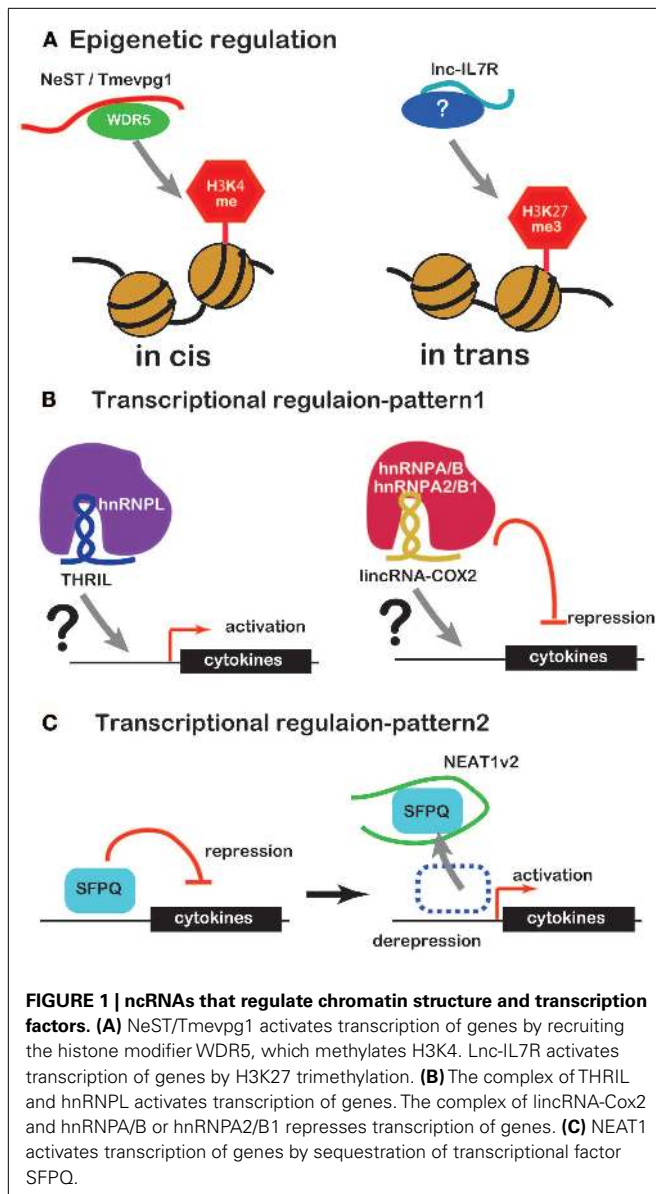 A Epigenetic regulation
NeST / Tmevpg1
WDR5
H3K4
me
in cis
lnc-IL7R
?
H3K27
me3
in trans
B Transcriptional regulaion-pattern1
hnRNPL
THRIL
?
activation
cytokines
hnRNPA/B
hnRNPA2/B1
lincRNA-COX2
?
repression
cytokines
C Transcriptional regulaion-pattern2
SFPQ
repression
cytokines
NEAT1v2
SFPQ
activation
cytokines
derepression
FIGURE 1 | ncRNAs that regulate chromatin structure and transcription
factors. (A) NeST/Tmevpg1 activates transcription of genes by recruiting
the histone modifier WDR5, which methylates H3K4. Lnc-IL7R activates
transcription of genes by H3K27 trimethylation. (B) The complex of THRIL
and hnRNPL activates transcription of genes. The complex of lincRNA-Cox2
and hnRNPA/B or hnRNPA2/B1 represses transcription of genes. (C) NEAT1
activates transcription of genes by sequestration of transcriptional factor
SFPQ.